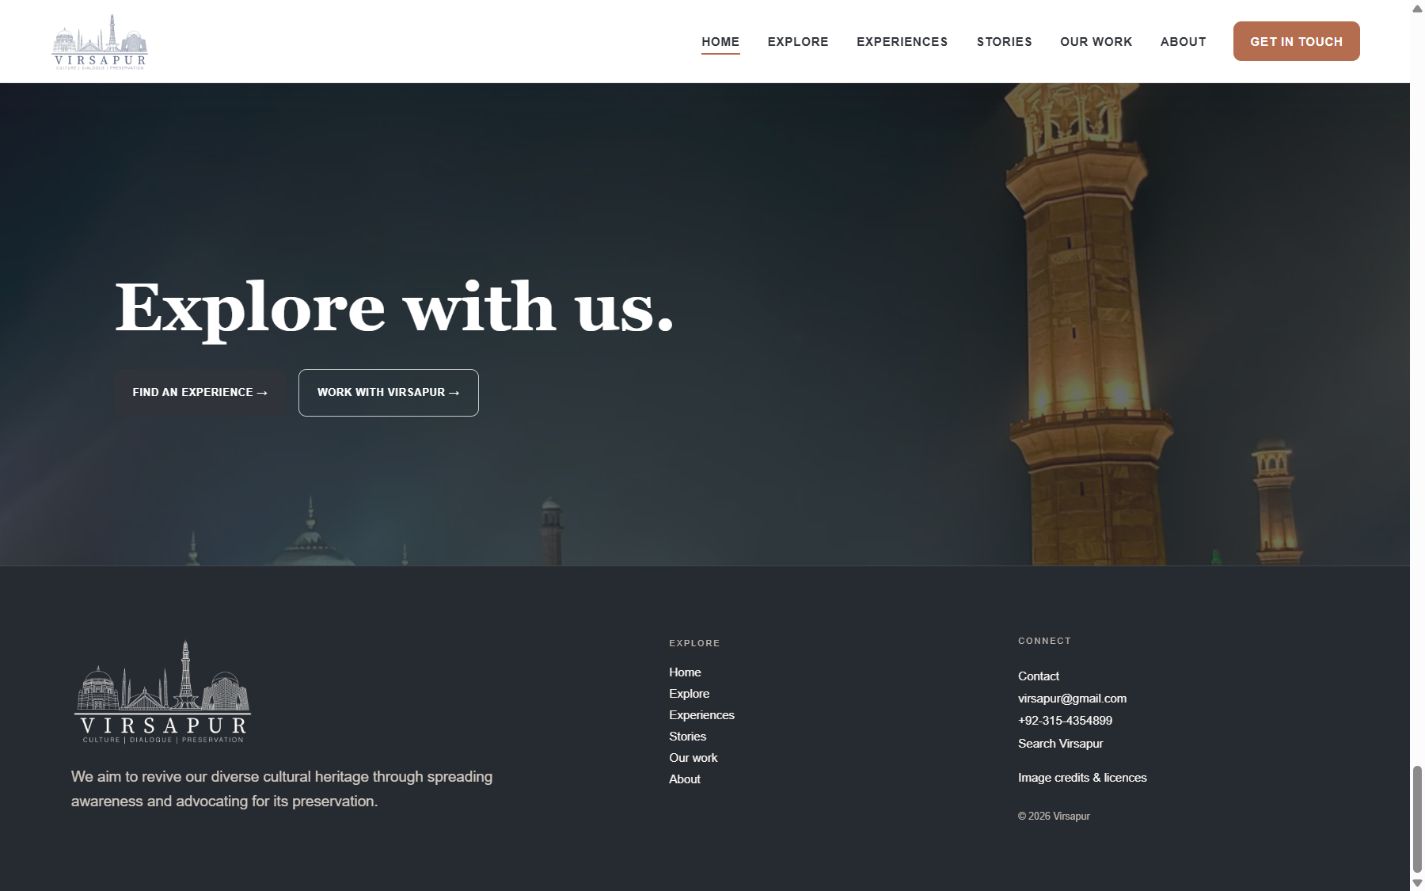 VIRSAPUR
CULTURE | DIALOGUE | PRESERVATION
HOME
EXPLORE
EXPERIENCES
STORIES
OUR WORK
ABOUT
GET IN TOUCH
Explore with us.
FIND AN EXPERIENCE →
WORK WITH VIRSAPUR →
VIRSAPUR
CULTURE | DIALOGUE | PRESERVATION
We aim to revive our diverse cultural heritage through spreading
awareness and advocating for its preservation.
EXPLORE
Home
Explore
Experiences
Stories
Our work
About
CONNECT
Contact
virsapur@gmail.com
+92-315-4354899
Search Virsapur
Image credits & licences
© 2026 Virsapur